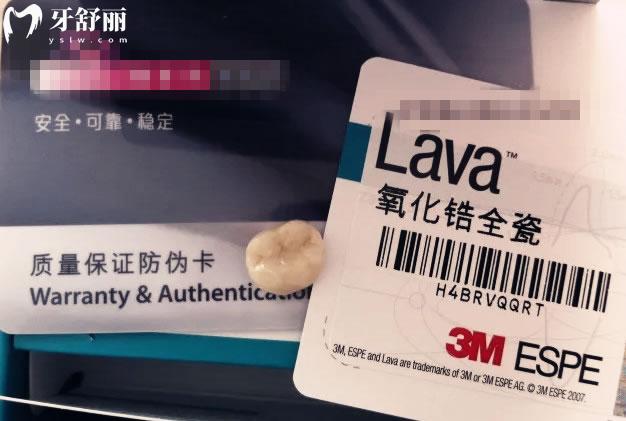 牙舒丽
yslw.com
安全·可靠·稳定
质量保证防伪卡
Warranty & Authentication
Lava™
氧化锆全瓷
H4BRVQQRT
3M ESPE
3M, ESPE and Lava are trademarks of 3M or 3M ESPE AG. © 3M ESPE 2007.